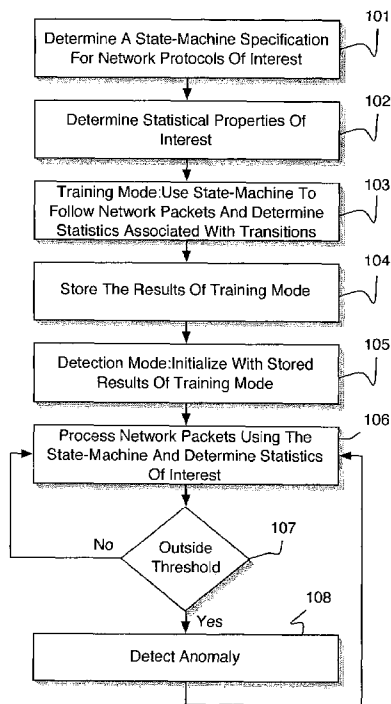 101
Determine A State-Machine Specification
For Network Protocols Of Interest
102
Determine Statistical Properties Of
Interest
103
Training Mode:Use State-Machine To
Follow Network Packets And Determine
Statistics Associated With Transitions
104
Store The Results Of Training Mode
105
Detection Mode:Initialize With Stored
Results Of Training Mode
106
Process Network Packets Using The
State-Machine And Determine Statistics
Of Interest
107
No
Outside
Threshold
Yes
108
Detect Anomaly